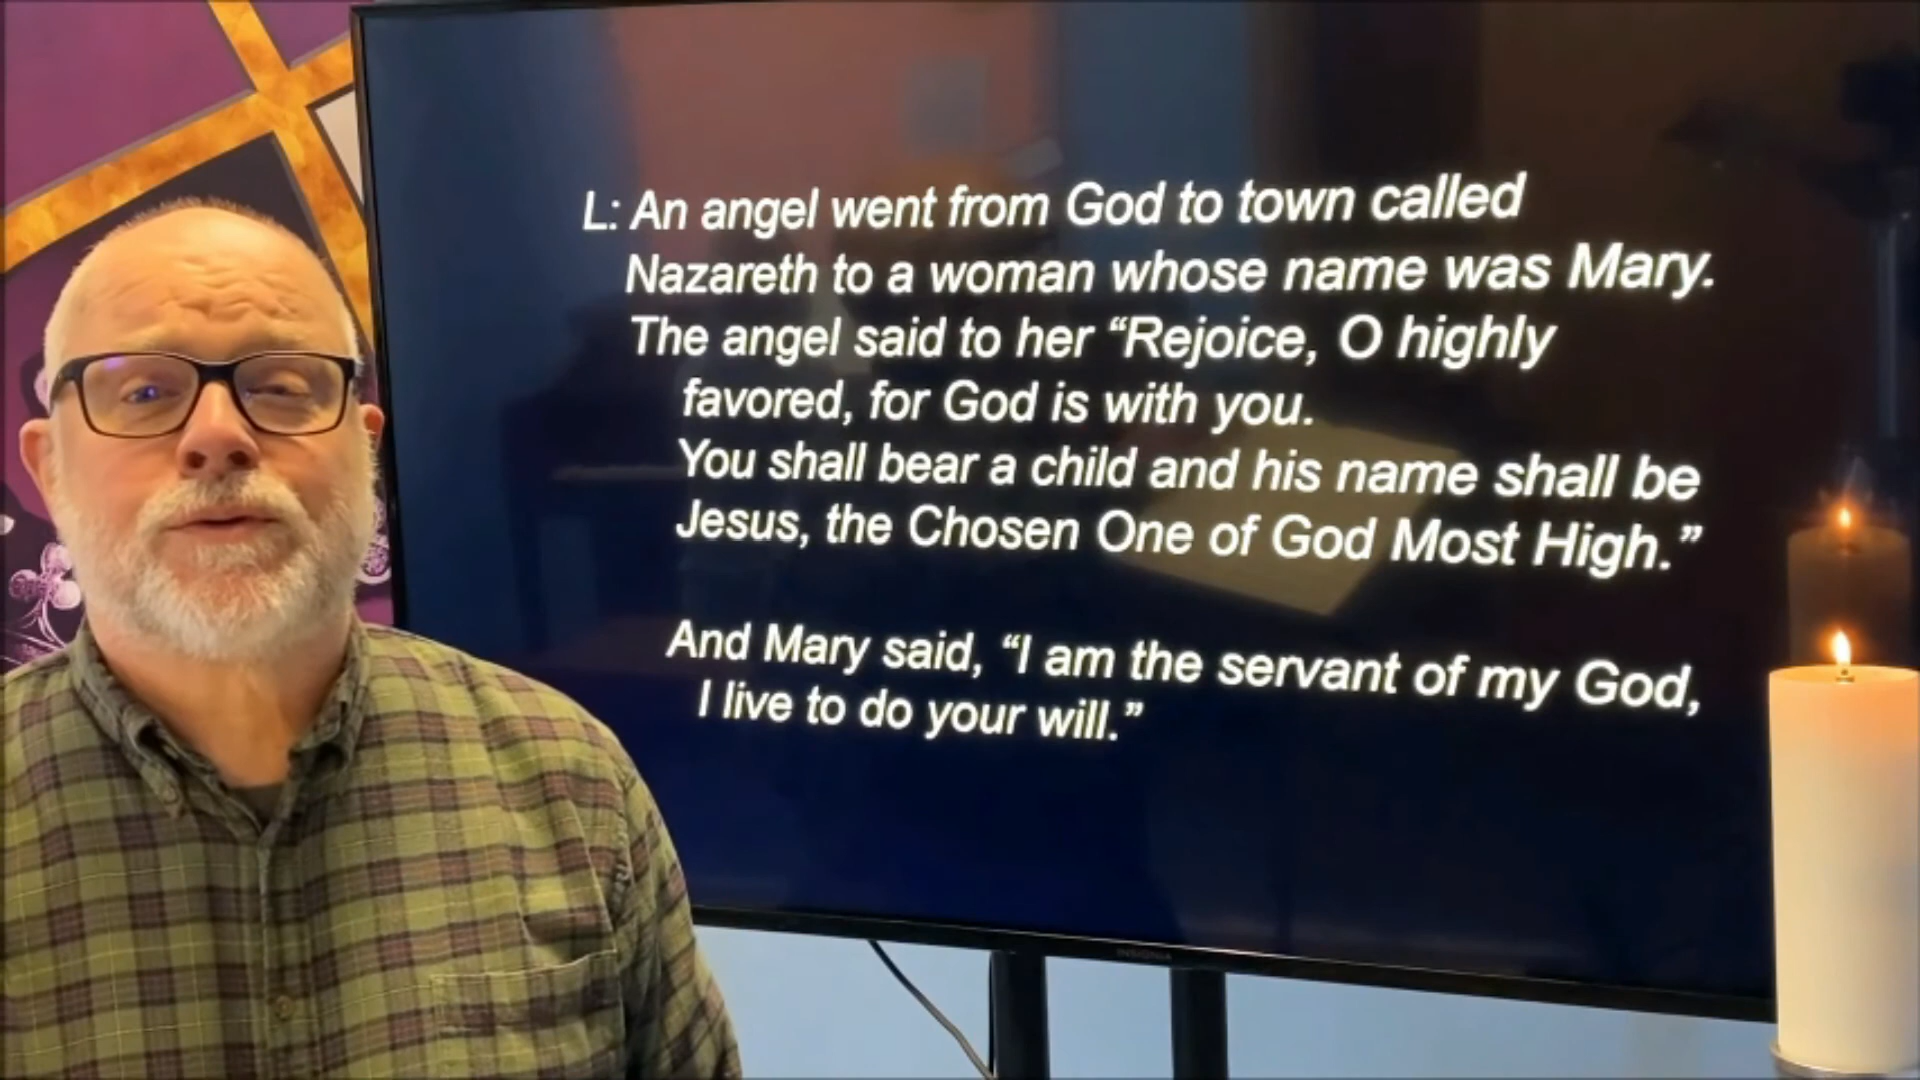 L: An angel went from God to town called
Nazareth to a woman whose name was Mary.
The angel said to her “Rejoice, O highly
favored, for God is with you.
You shall bear a child and his name shall be
Jesus, the Chosen One of God Most High.”
And Mary said, “I am the servant of my God,
I live to do your will.”
INSIGNIA